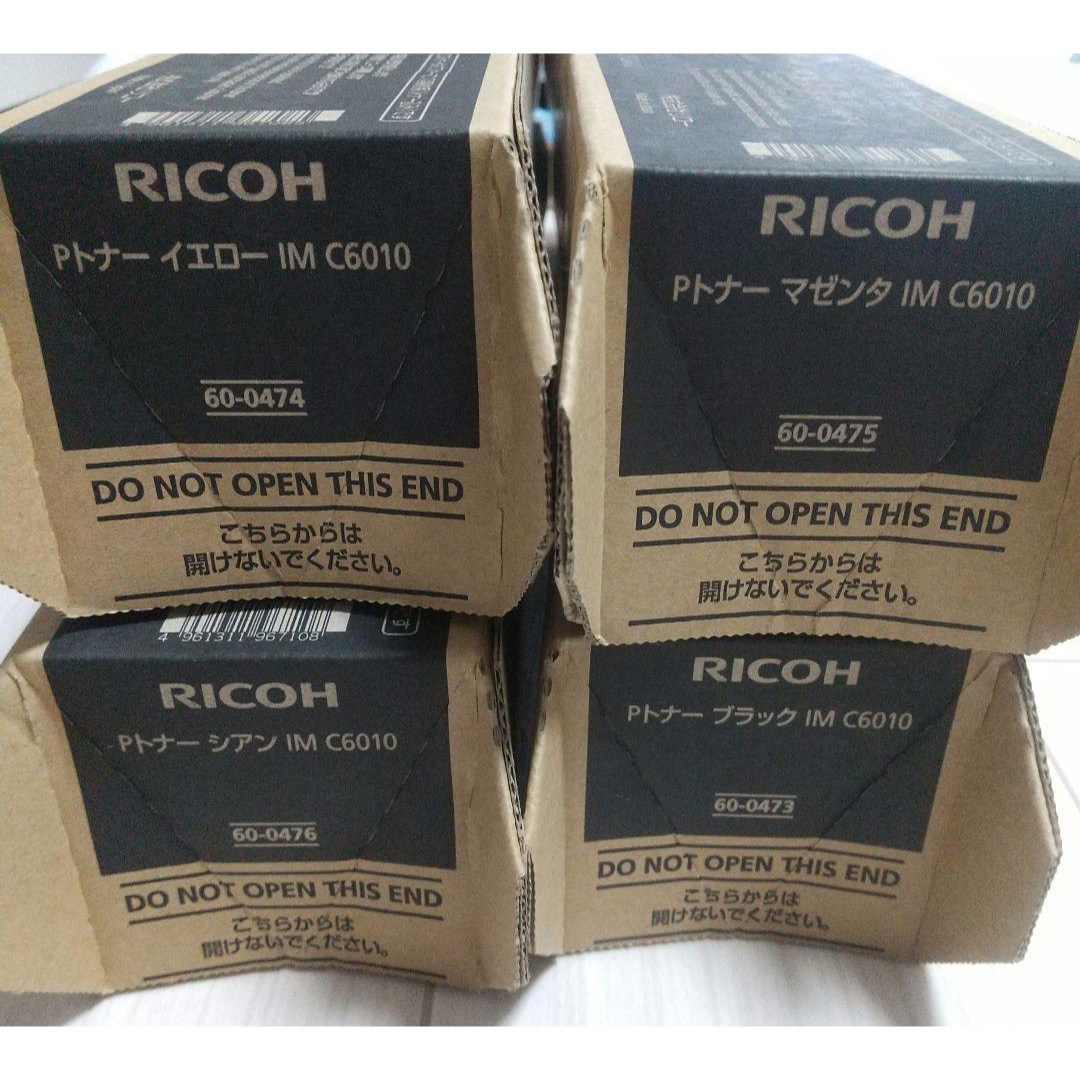 RICOH
Pトナー イエロー IM C6010
60-0474
DO NOT OPEN THIS END
こちらからは
開けないでください。
RICOH
Pトナー マゼンタ IM C6010
60-0475
DO NOT OPEN THIS END
こちらからは
開けないでください。
4 961311 967108
RICOH
Pトナー シアン IM C6010
60-0476
DO NOT OPEN THIS END
こちらからは
開けないでください。
RICOH
Pトナー ブラック IM C6010
60-0473
DO NOT OPEN THIS END
こちらからは
開けないでください。